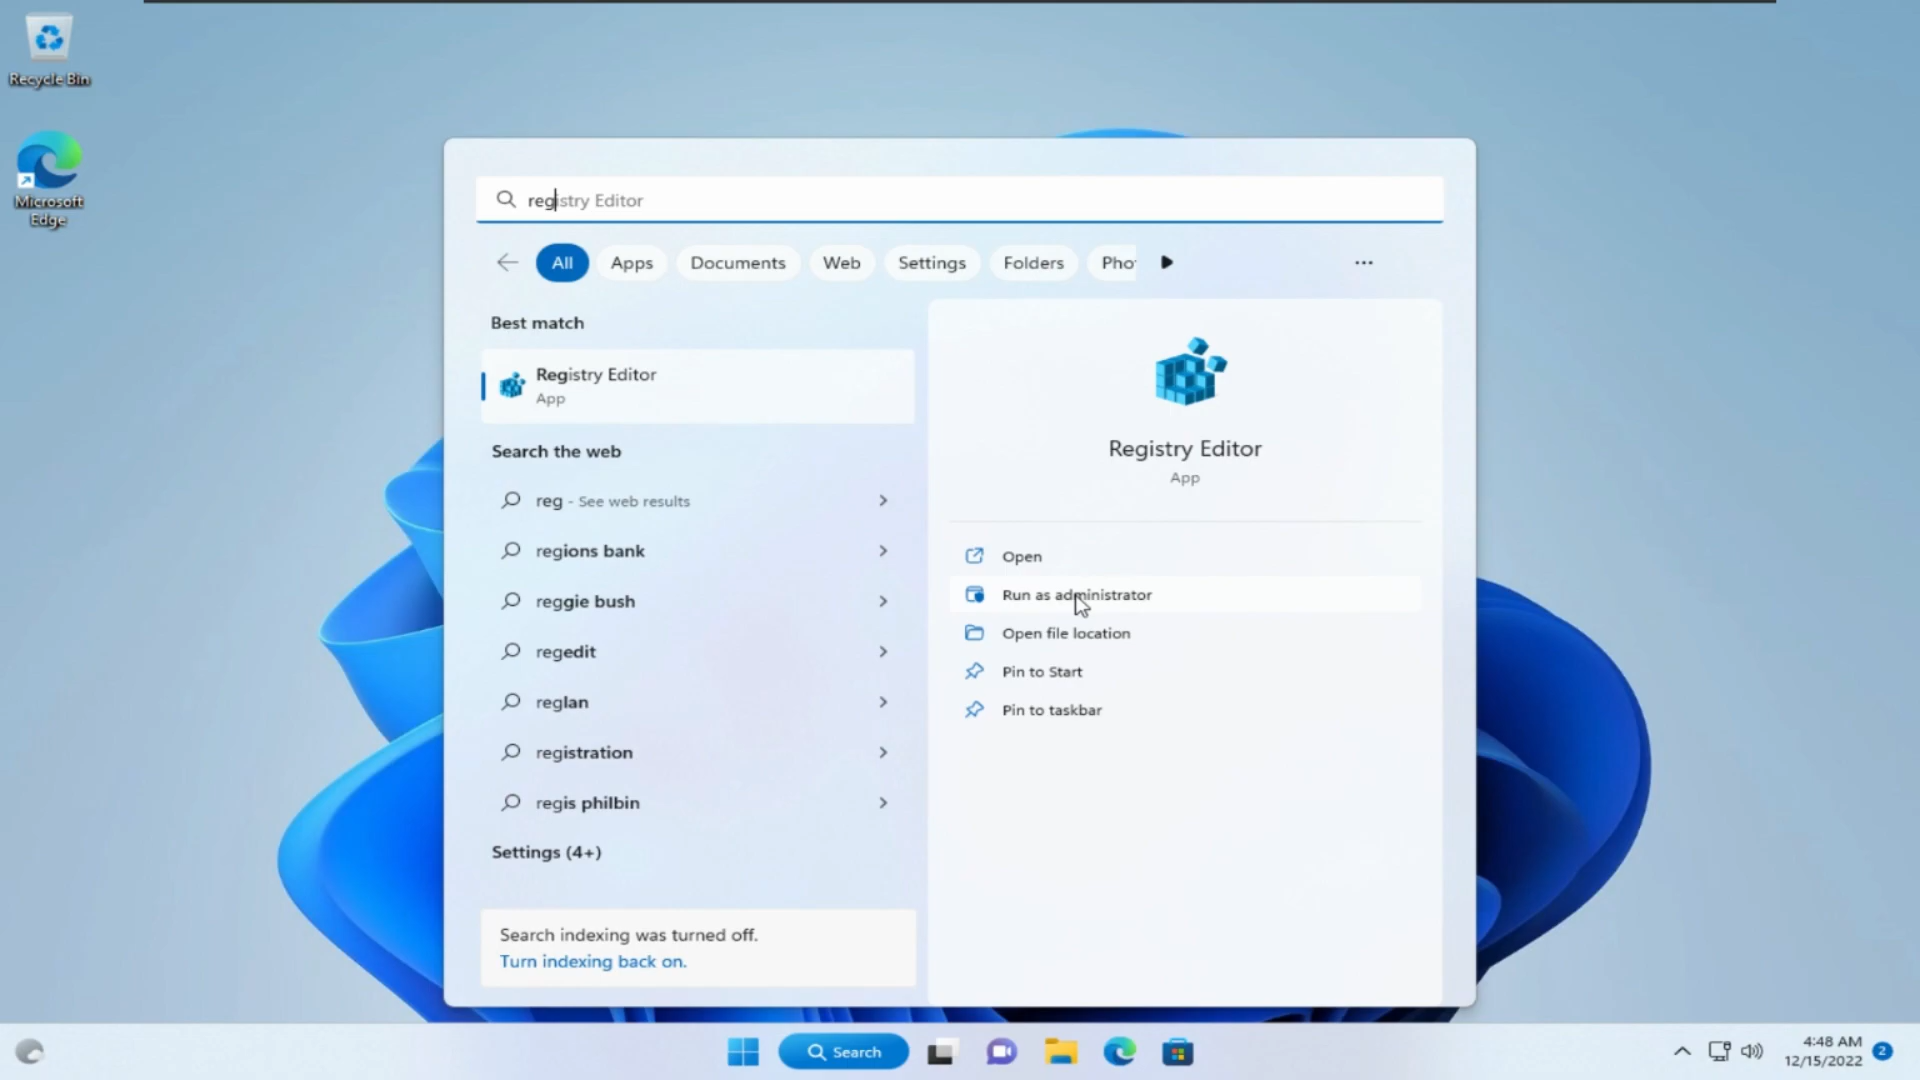 Recycle Bin
Microsoft
Edge
registry Editor
All
Apps
Documents
Web
Settings
Folders
Pho
Best match
Registry Editor
App
Search the web
reg - See web results
regions bank
reggie bush
regedit
reglan
registration
regis philbin
Settings (4+)
Search indexing was turned off.
Turn indexing back on.
Registry Editor
App
Open
Run as administrator
Open file location
Pin to Start
Pin to taskbar
Search
4:48 AM
12/15/2022
2